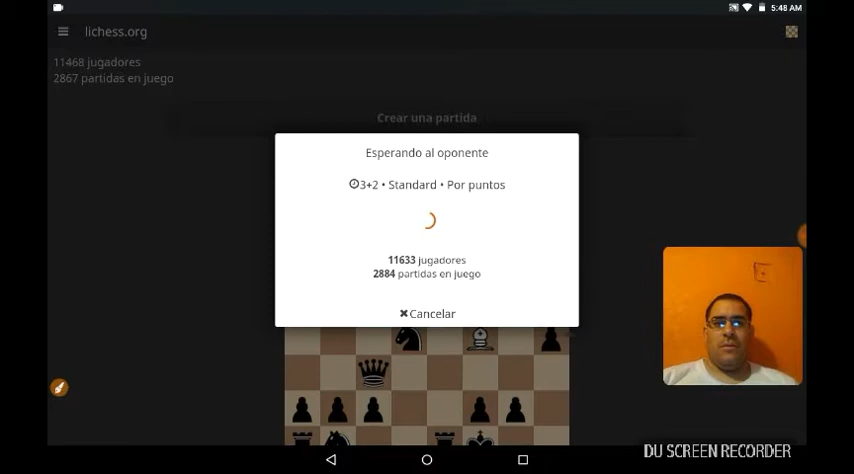 5:48 AM
lichess.org
11468 jugadores
2867 partidas en juego
Crear una partida
Esperando al oponente
3+2 • Standard • Por puntos
11633 jugadores
2884 partidas en juego
✖Cancelar
DU SCREEN RECORDER